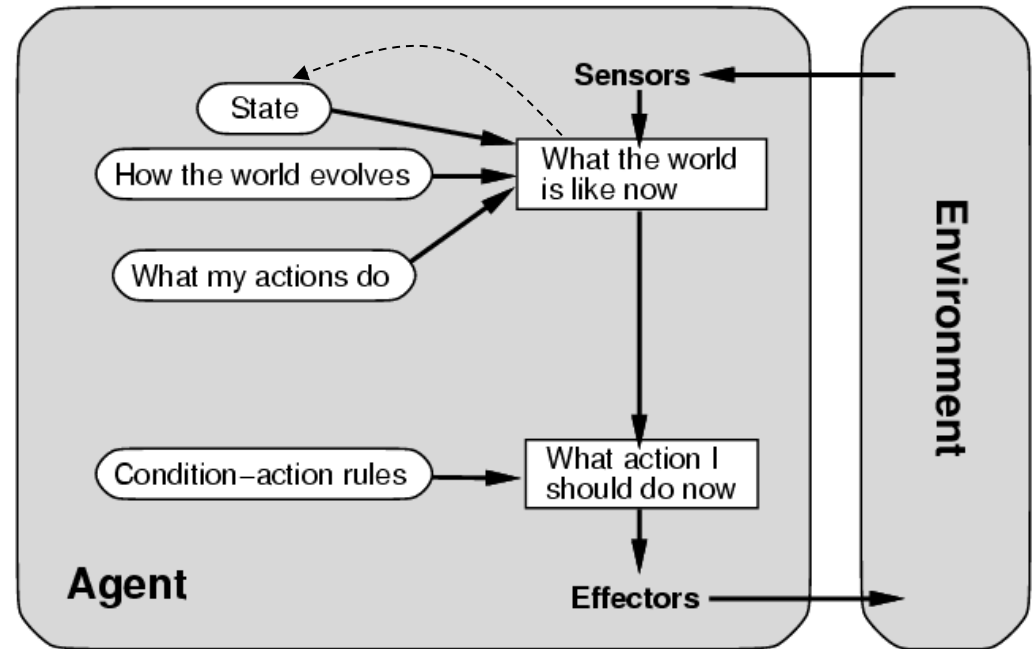 Sensors
State
What the world
is like now
How the world evolves
What my actions do
Environment
Condition–action rules
What action I
should do now
Agent
Effectors